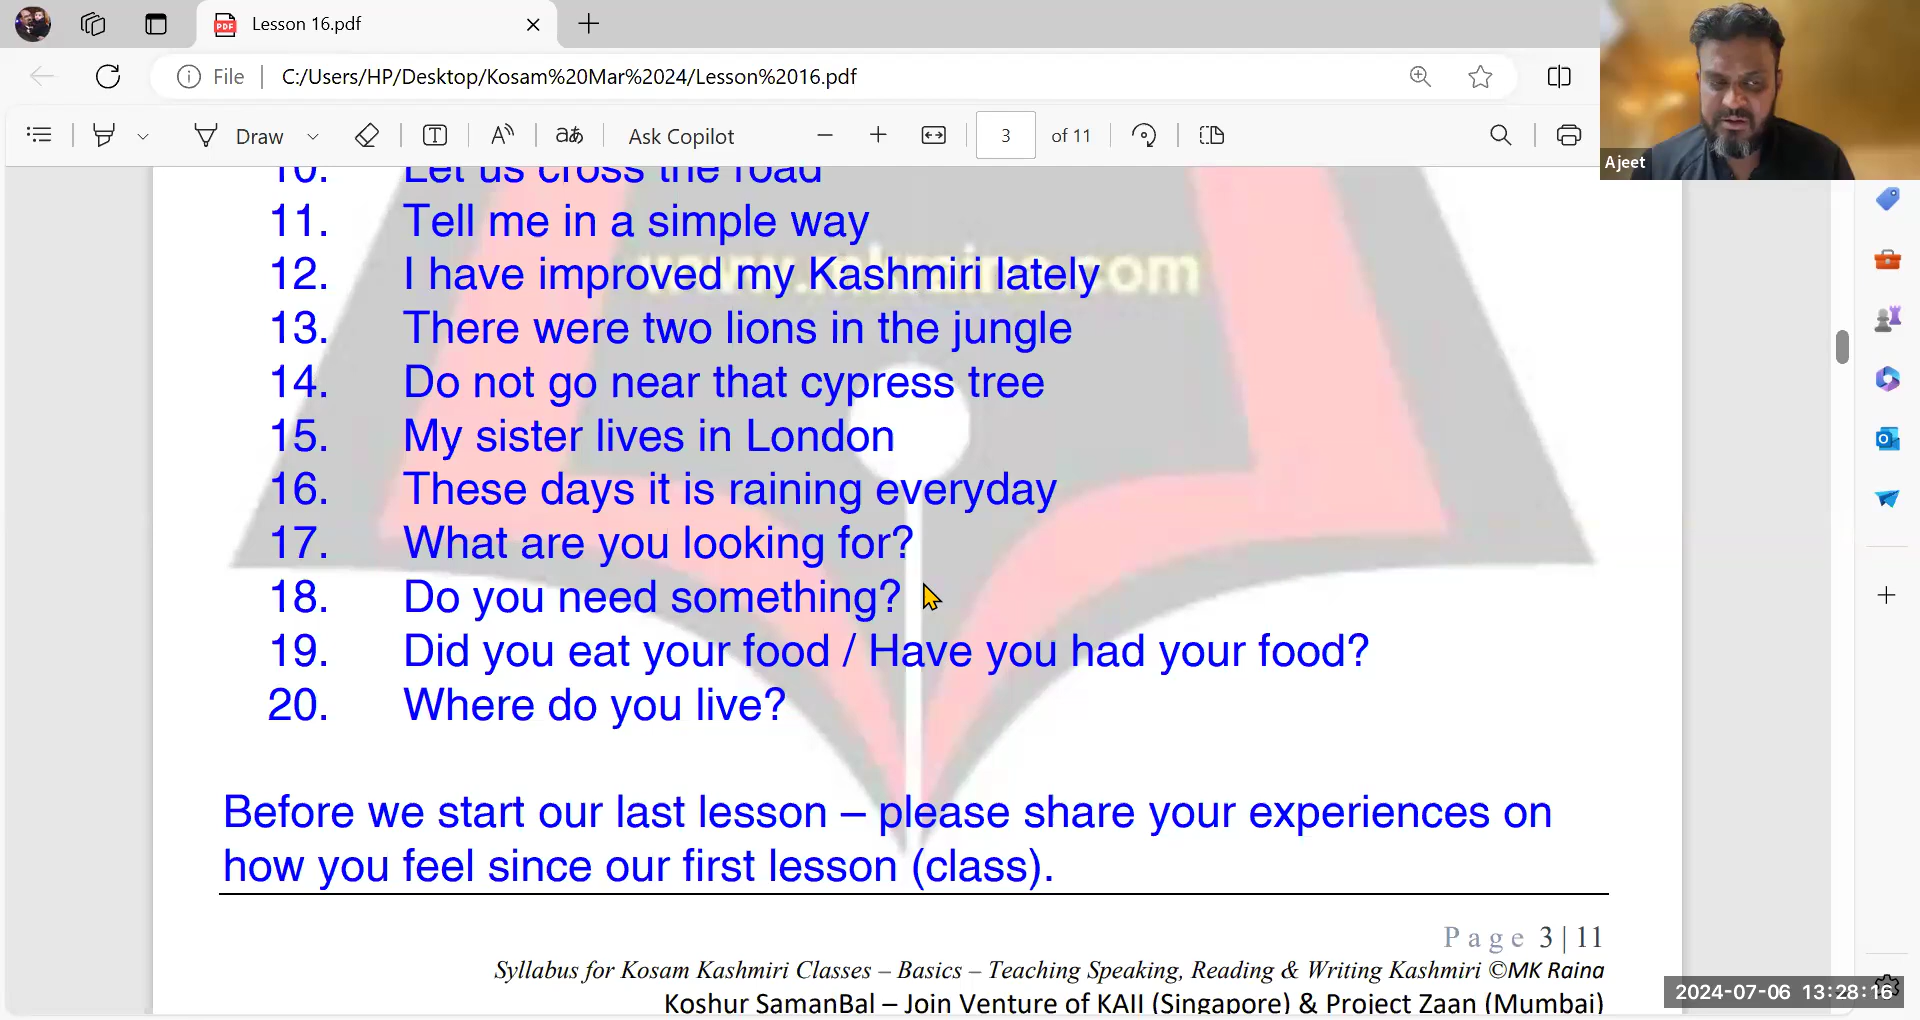 Lesson 16.pdf
File
C:/Users/HP/Desktop/Kosam%20Mar%2024/Lesson%2016.pdf
Draw
Ask Copilot
3 of 11
Ajeet
10. Let us cross the road
11. Tell me in a simple way
12. I have improved my Kashmiri lately
13. There were two lions in the jungle
14. Do not go near that cypress tree
15. My sister lives in London
16. These days it is raining everyday
17. What are you looking for?
18. Do you need something?
19. Did you eat your food / Have you had your food?
20. Where do you live?
Before we start our last lesson – please share your experiences on
how you feel since our first lesson (class).
Page 3|11
Syllabus for Kosam Kashmiri Classes – Basics – Teaching Speaking, Reading & Writing Kashmiri ©MK Raina
Koshur SamanBal – Join Venture of KAII (Singapore) & Project Zaan (Mumbai)
2024-07-06 13:28:16